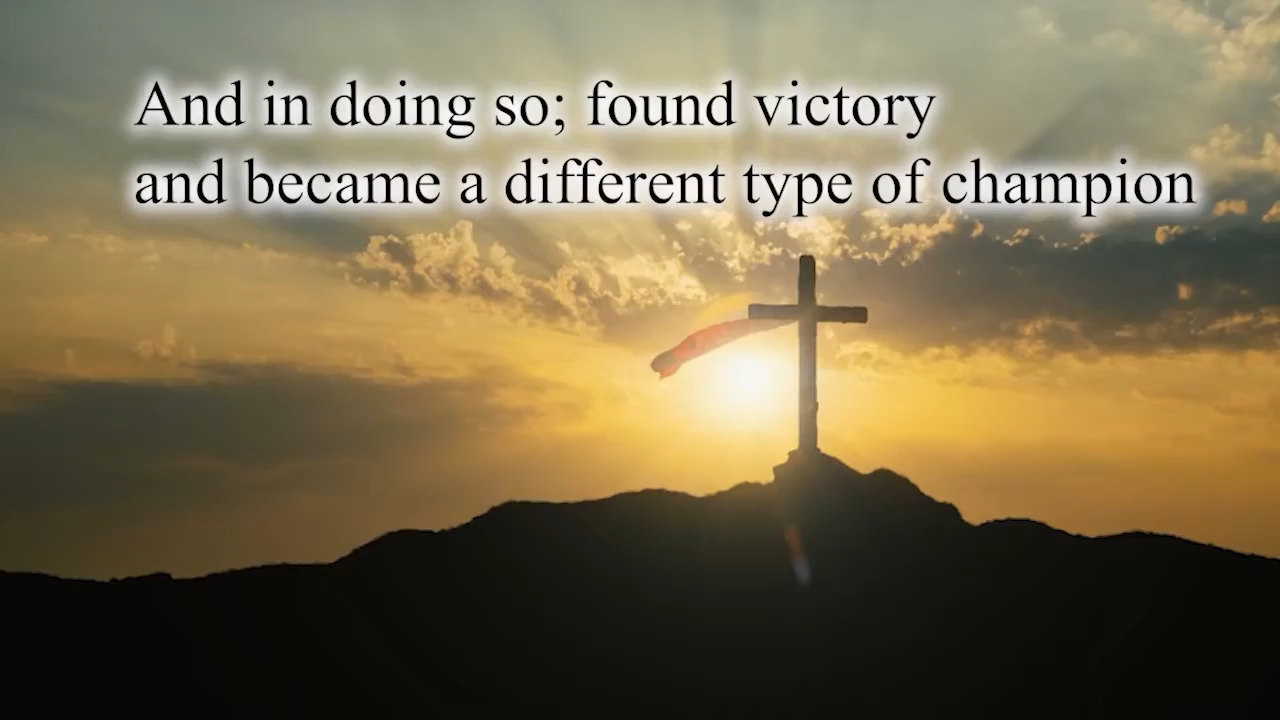 And in doing so; found victory
and became a different type of champion